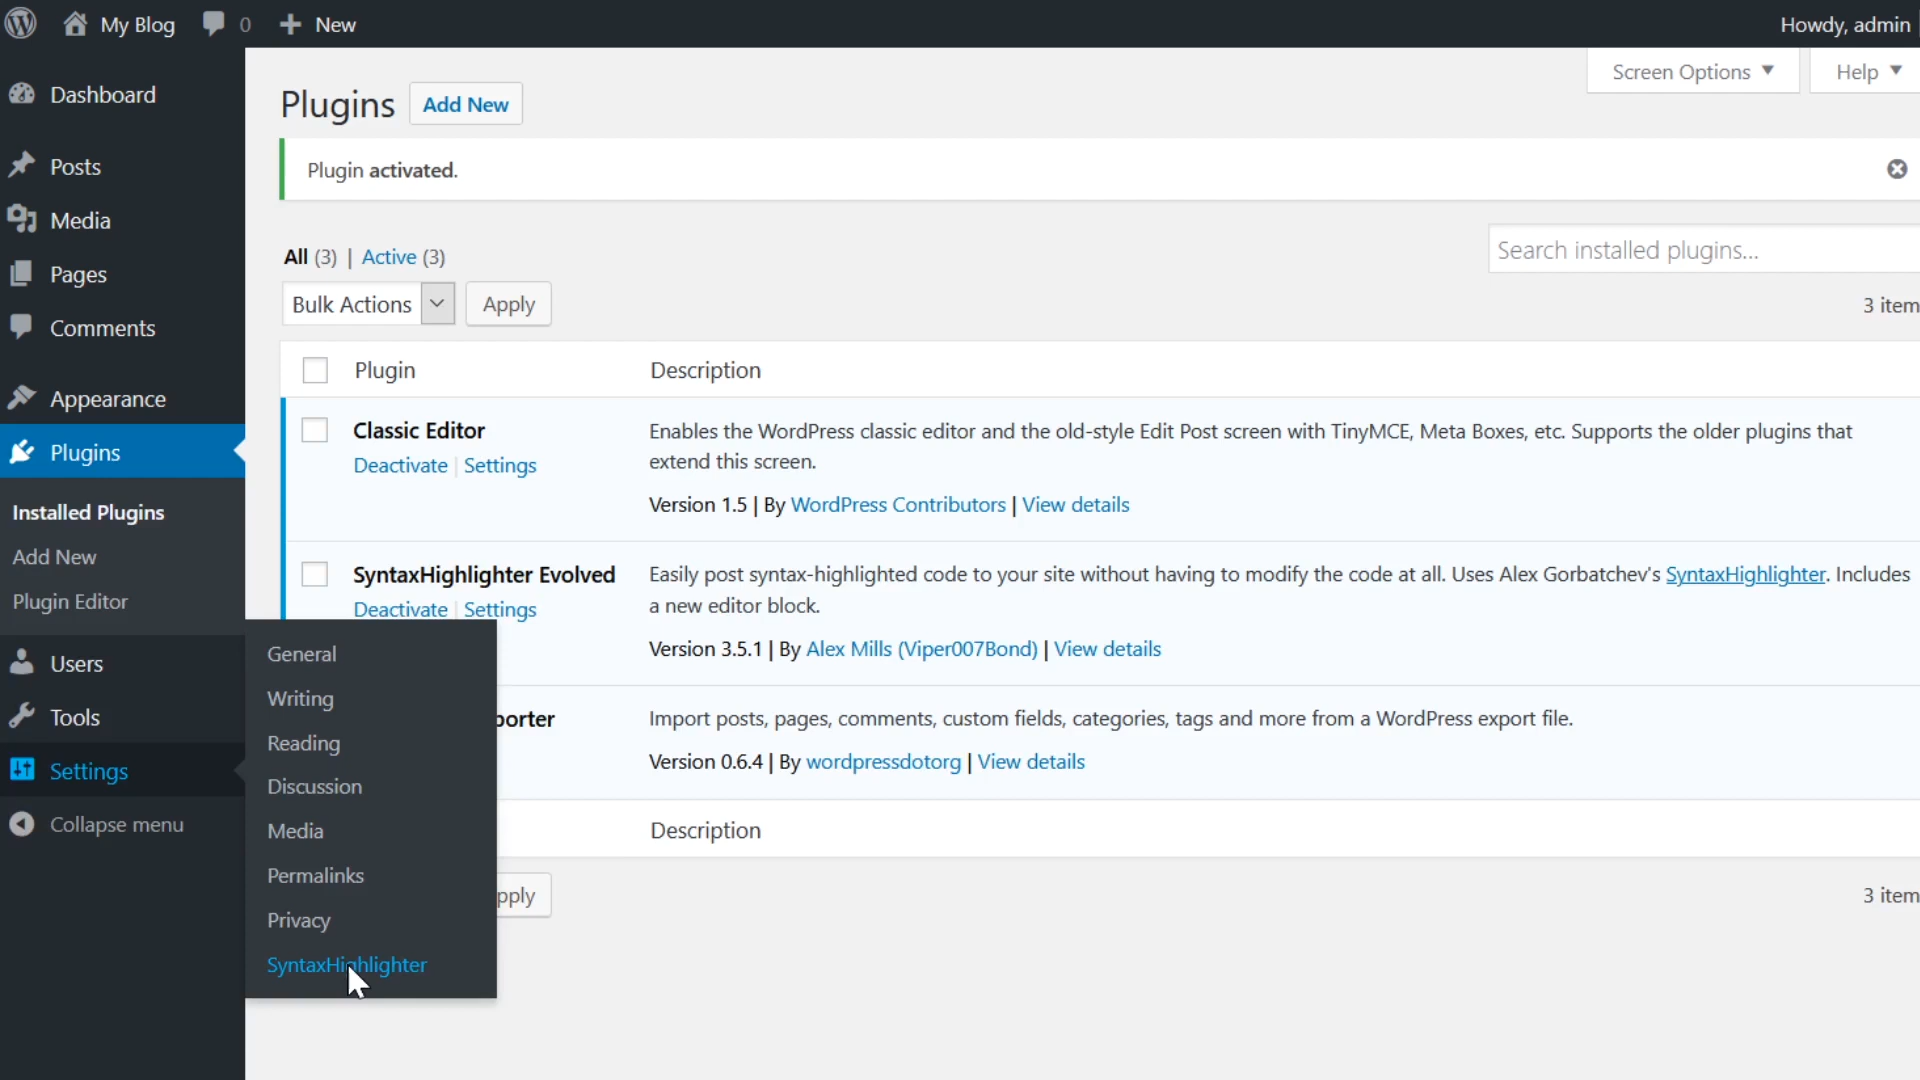 My Blog 0 New Howdy, admin
Dashboard
Posts
Media
Pages
Comments
Appearance
Plugins
Installed Plugins
Add New
Plugin Editor
Users
Tools
Settings
Collapse menu
General
Writing
Reading
Discussion
Media
Permalinks
Privacy
SyntaxHighlighter
Screen Options Help
Plugins Add New
Plugin activated.
All (3) | Active (3)
Search installed plugins...
Bulk Actions Apply
3 item
Plugin Description
Classic Editor
Deactivate | Settings
Enables the WordPress classic editor and the old-style Edit Post screen with TinyMCE, Meta Boxes, etc. Supports the older plugins that
extend this screen.
Version 1.5 | By WordPress Contributors | View details
SyntaxHighlighter Evolved
Deactivate | Settings
Easily post syntax-highlighted code to your site without having to modify the code at all. Uses Alex Gorbatchev's SyntaxHighlighter. Includes
a new editor block.
Version 3.5.1 | By Alex Mills (Viper007Bond) | View details
porter
Import posts, pages, comments, custom fields, categories, tags and more from a WordPress export file.
Version 0.6.4 | By wordpressdotorg | View details
Description
pply
3 item